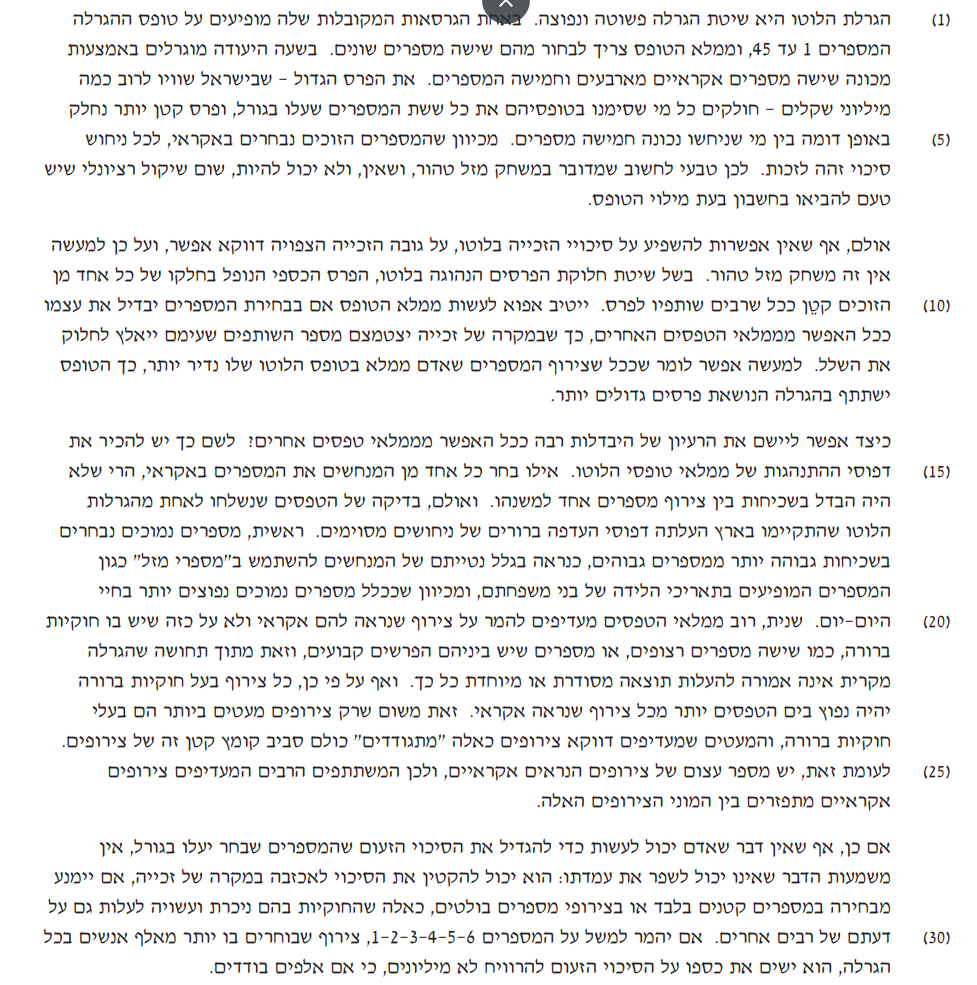 (1) הגרלת הלוטו היא שיטת הגרלה פשוטה ונפוצה. באחת הגרסאות המקובלות שלה מופיעים על טופס ההגרלה
המספרים 1 עד 45, וממלא הטופס צריך לבחור מהם שישה מספרים שונים. בשעה היעודה מוגרלים באמצעות
מכונה שישה מספרים אקראיים מארבעים וחמישה המספרים. את הפרס הגדול – שבישראל שוויו לרוב כמה
מיליוני שקלים – חולקים כל מי שסימנו בטופסיהם את כל ששת המספרים שעלו בגורל, ופרס קטן יותר נחלק
(5) באופן דומה בין מי שניחשו נכונה חמישה מספרים. מכיוון שהמספרים הזוכים נבחרים באקראי, לכל ניחוש
סיכוי זהה לזכות. לכן טבעי לחשוב שמדובר במשחק מזל טהור, ושאין, ולא יכול להיות, שום שיקול רציונלי שיש
טעם להביאו בחשבון בעת מילוי הטופס.
אולם, אף שאין אפשרות להשפיע על סיכויי הזכייה בלוטו, על גובה הזכייה הצפויה דווקא אפשר, ועל כן למעשה
אין זה משחק מזל טהור. בשל שיטת חלוקת הפרסים הנהוגה בלוטו, הפרס הכספי הנופל בחלקו של כל אחד מן
(10) הזוכים קטֵן ככל שרבים שותפיו לפרס. ייטיב אפוא לעשות ממלא הטופס אם בבחירת המספרים יבדיל את עצמו
ככל האפשר מממלאי הטפסים האחרים, כך שבמקרה של זכייה יצטמצם מספר השותפים שעימם ייאלץ לחלוק
את השלל. למעשה אפשר לומר שככל שצירוף המספרים שאדם ממלא בטופס הלוטו שלו נדיר יותר, כך הטופס
ישתתף בהגרלה הנושאת פרסים גדולים יותר.
כיצד אפשר ליישם את הרעיון של היבדלות רבה ככל האפשר מממלאי טפסים אחרים? לשם כך יש להכיר את
(15) דפוסי ההתנהגות של ממלאי טופסי הלוטו. אילו בחר כל אחד מן המנחשים את המספרים באקראי, הרי שלא
היה הבדל בשכיחות בין צירוף מספרים אחד למשנהו. ואולם, בדיקה של הטפסים שנשלחו לאחת מהגרלות
הלוטו שהתקיימו בארץ העלתה דפוסי העדפה ברורים של ניחושים מסוימים. ראשית, מספרים נמוכים נבחרים
בשכיחות גבוהה יותר ממספרים גבוהים, כנראה בגלל נטייתם של המנחשים להשתמש ב"מספרי מזל" כגון
המספרים המופיעים בתאריכי הלידה של בני משפחתם, ומכיוון שככלל מספרים נמוכים נפוצים יותר בחיי
(20) היום-יום. שנית, רוב ממלאי הטפסים מעדיפים להמר על צירוף שנראה להם אקראי ולא על כזה שיש בו חוקיות
ברורה, כמו שישה מספרים רצופים, או מספרים שיש ביניהם הפרשים קבועים, וזאת מתוך תחושה שהגרלה
מקרית אינה אמורה להעלות תוצאה מסודרת או מיוחדת כל כך. ואף על פי כן, כל צירוף בעל חוקיות ברורה
יהיה נפוץ בים הטפסים יותר מכל צירוף שנראה אקראי. זאת משום שרק צירופים מעטים ביותר הם בעלי
חוקיות ברורה, והמעטים שמעדיפים דווקא צירופים כאלה "מתגודדים" כולם סביב קומץ קטן זה של צירופים.
(25) לעומת זאת, יש מספר עצום של צירופים הנראים אקראיים, ולכן המשתתפים הרבים המעדיפים צירופים
אקראיים מתפזרים בין המוני הצירופים האלה.
אם כן, אף שאין דבר שאדם יכול לעשות כדי להגדיל את הסיכוי הזעום שהמספרים שבחר יעלו בגורל, אין
משמעות הדבר שאינו יכול לשפר את עמדתו: הוא יכול להקטין את הסיכוי לאכזבה במקרה של זכייה, אם יימנע
מבחירה במספרים קטנים בלבד או בצירופי מספרים בולטים, כאלה שהחוקיות בהם ניכרת ועשויה לעלות גם על
(30) דעתם של רבים אחרים. אם יהמר למשל על המספרים 1-2-3-4-5-6, צירוף שבוחרים בו יותר מאלף אנשים בכל
הגרלה, הוא ישים את כספו על הסיכוי הזעום להרוויח לא מיליונים, כי אם אלפים בודדים.